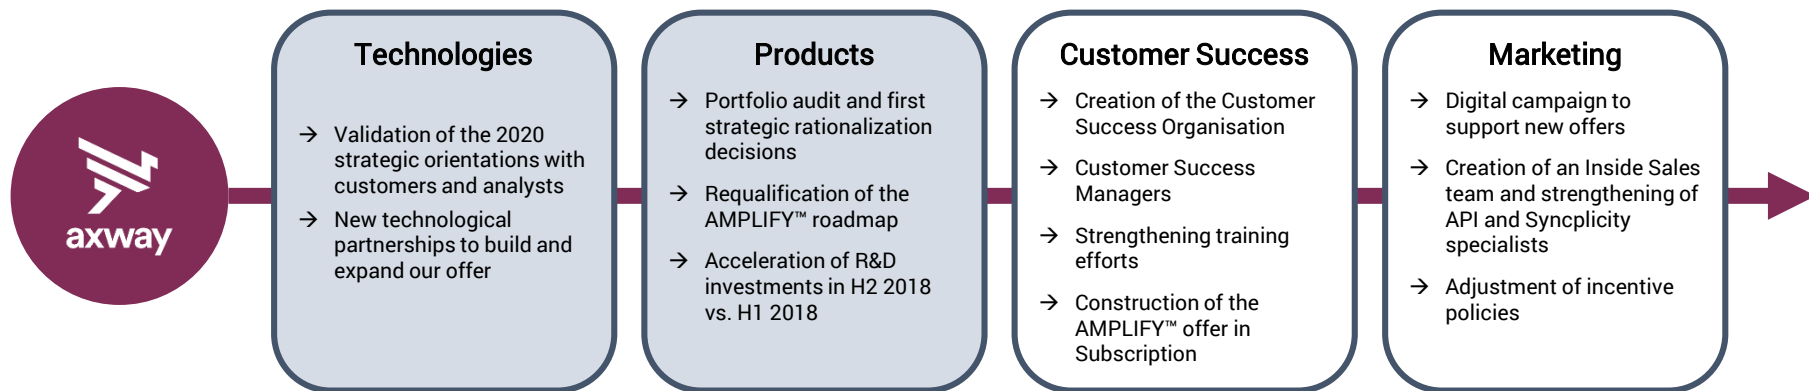 axway
Technologies
→ Validation of the 2020
strategic orientations with
customers and analysts
→ New technological
partnerships to build and
expand our offer
Products
→ Portfolio audit and first
strategic rationalization
decisions
→ Requalification of the
AMPLIFY™ roadmap
→ Acceleration of R&D
investments in H2 2018
vs. H1 2018
Customer Success
→ Creation of the Customer
Success Organisation
→ Customer Success
Managers
→ Strengthening training
efforts
→ Construction of the
AMPLIFY™ offer in
Subscription
Marketing
→ Digital campaign to
support new offers
→ Creation of an Inside Sales
team and strengthening of
API and Syncplicity
specialists
→ Adjustment of incentive
policies